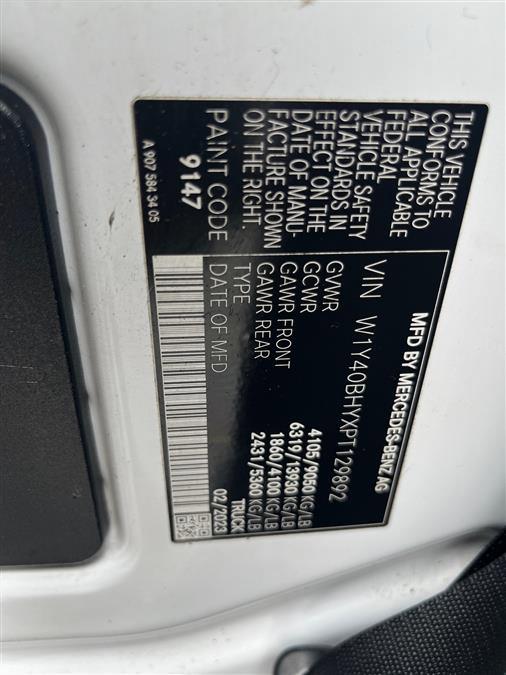 MFD BY MERCEDES-BENZ AG
VIN W1Y40BHYXPT129892
GVWR 4105/9050 KG/LB
GCWR 6319/13930 KG/LB
GAWR FRONT 1860/4100 KG/LB
GAWR REAR 2431/5360 KG/LB
TYPE TRUCK
DATE OF MFD 02/2023
THIS VEHICLE
CONFORMS TO
ALL APPLICABLE
FEDERAL
VEHICLE SAFETY
STANDARDS IN
EFFECT ON THE
DATE OF MANU-
FACTURE SHOWN
ON THE RIGHT.
PAINT CODE
9147
A 907 584 34 05